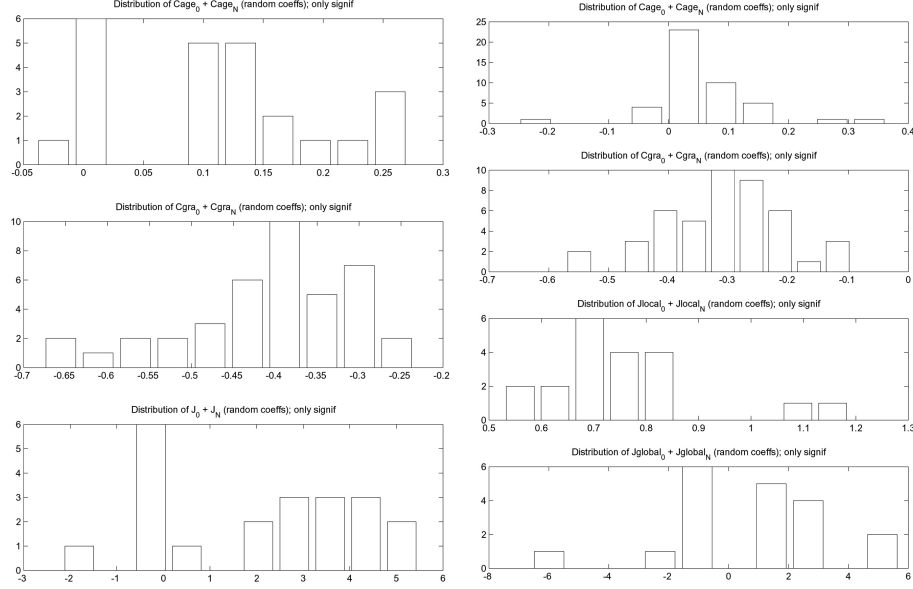 Distribution of Cage0 + CageN (random coeffs); only signif
6
5
4
3
2
1
0
-0.05 0 0.05 0.1 0.15 0.2 0.25 0.3
Distribution of Cgra0 + CgraN (random coeffs); only signif
10
8
6
4
2
0
-0.7 -0.65 -0.6 -0.55 -0.5 -0.45 -0.4 -0.35 -0.3 -0.25 -0.2
Distribution of J0 + JN (random coeffs); only signif
6
5
4
3
2
1
0
-3 -2 -1 0 1 2 3 4 5 6
Distribution of Cage0 + CageN (random coeffs); only signif
25
20
15
10
5
0
-0.3 -0.2 -0.1 0 0.1 0.2 0.3 0.4
Distribution of Cgra0 + CgraN (random coeffs); only signif
10
8
6
4
2
0
-0.7 -0.6 -0.5 -0.4 -0.3 -0.2 -0.1 0
Distribution of Jlocal0 + JlocalN (random coeffs); only signif
6
4
2
0
0.5 0.6 0.7 0.8 0.9 1 1.1 1.2 1.3
Distribution of Jglobal0 + JglobalN (random coeffs); only signif
6
4
2
0
-8 -6 -4 -2 0 2 4 6